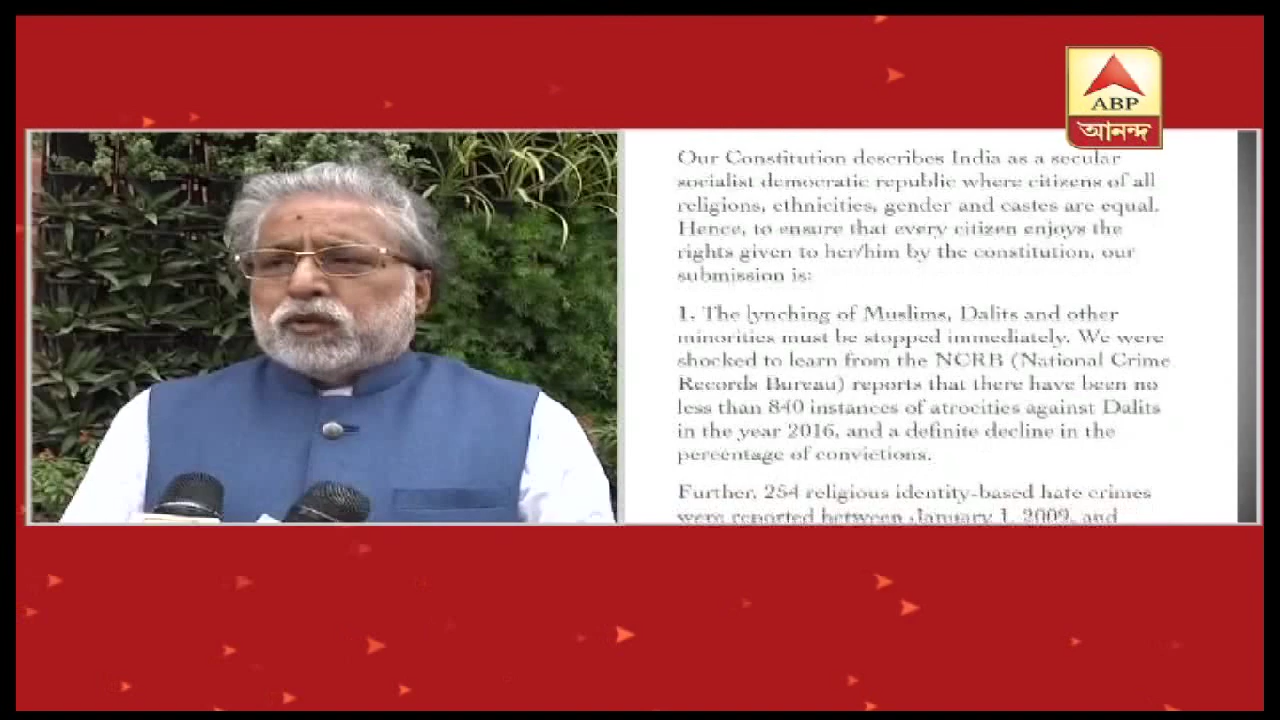 ABP
আনন্দ
Our Constitution describes India as a secular
socialist democratic republic where citizens of all
religions, ethnicities, gender and castes are equal.
Hence, to ensure that every citizen enjoys the
rights given to her/him by the constitution, our
submission is:
1. The lynching of Muslims, Dalits and other
minorities must be stopped immediately. We were
shocked to learn from the NCRB (National Crime
Records Bureau) reports that there have been no
less than 840 instances of atrocities against Dalits
in the year 2016, and a definite decline in the
percentage of convictions.
Further, 254 religious identity-based hate crimes
were reported between January 1, 2009, and